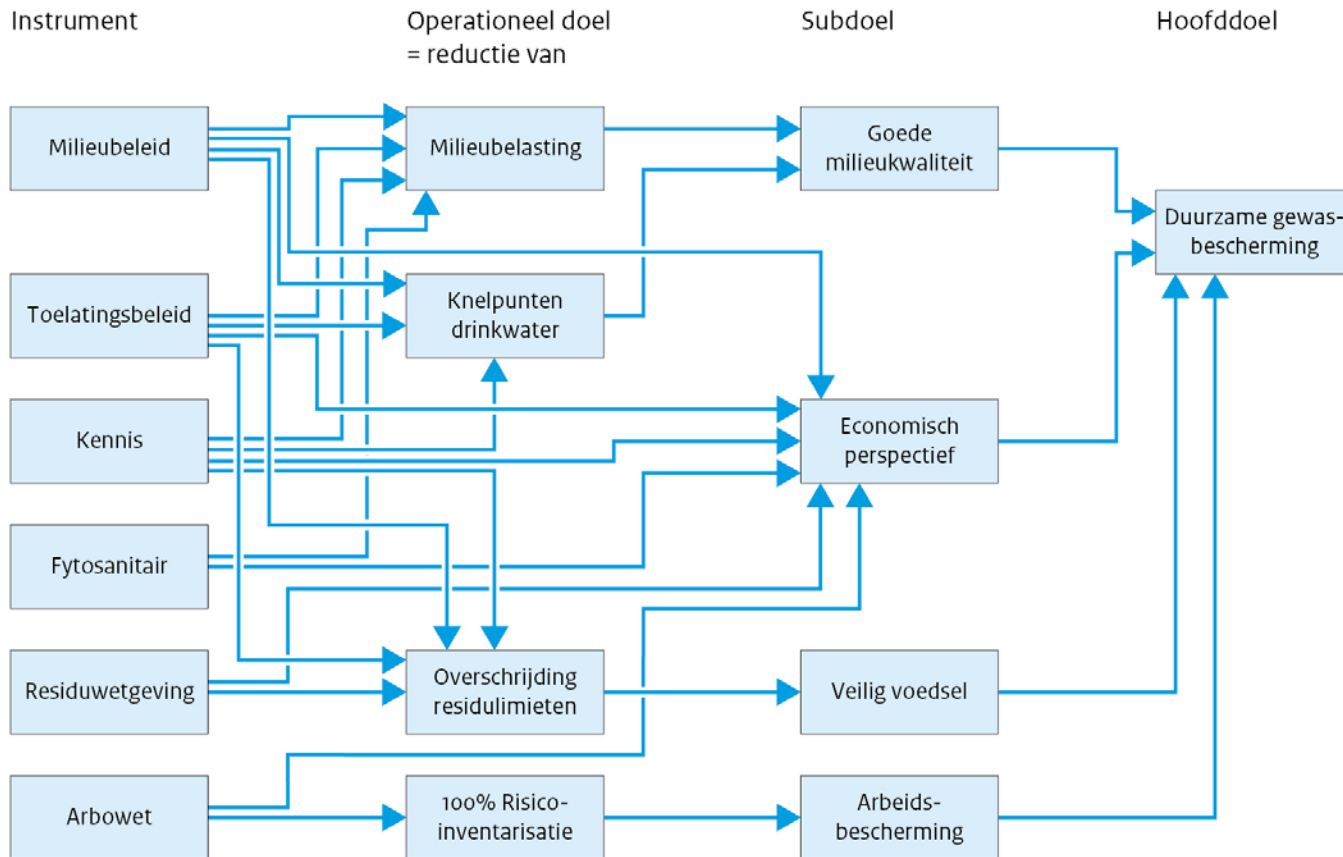 Instrument
Operationeel doel
= reductie van
Subdoel
Hoofddoel
Milieubeleid
Milieubelasting
Goede
milieukwaliteit
Duurzame gewas-
bescherming
Toelatingsbeleid
Knelpunten
drinkwater
Kennis
Economisch
perspectief
Fytosanitair
Residuwetgeving
Overschrijding
residulimieten
Veilig voedsel
Arbowet
100% Risico-
inventarisatie
Arbeids-
bescherming